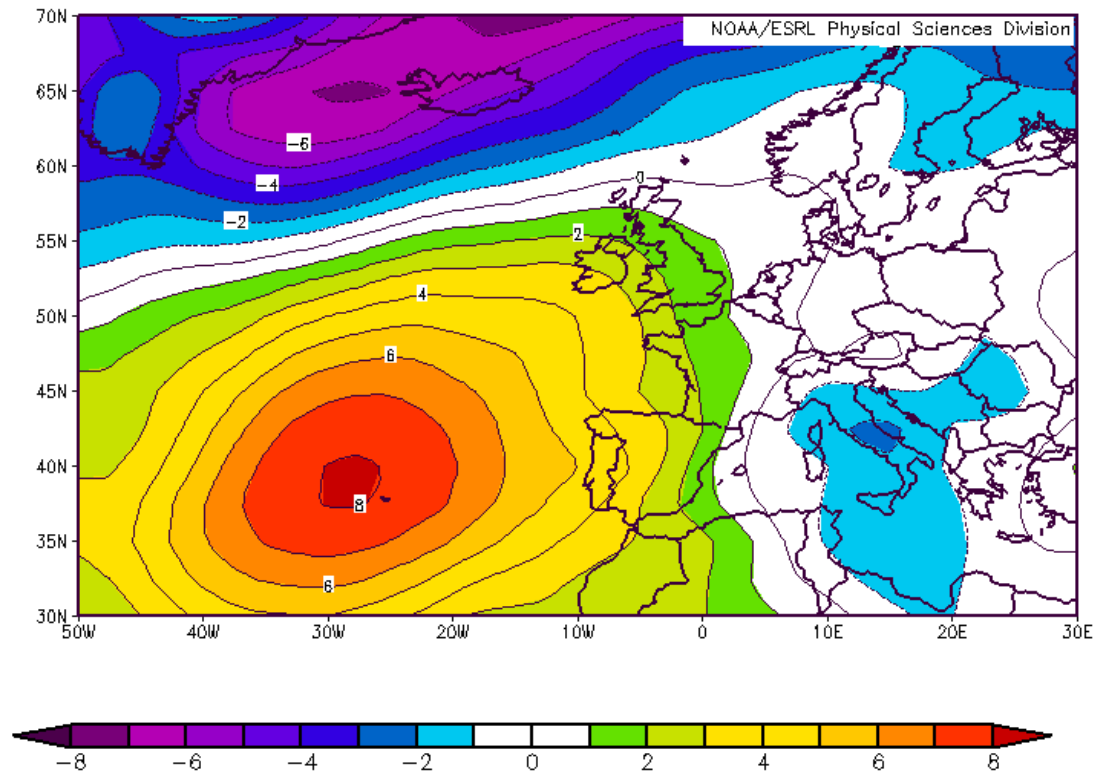 70N
NOAA/ESRL Physical Sciences Division
65N
-6
60N
0
-4
-2
55N
2
4
50N
6
45N
40N
8
35N
6
30N
50W 40W 30W 20W 10W 0 10E 20E 30E
-8 -6 -4 -2 0 2 4 6 8